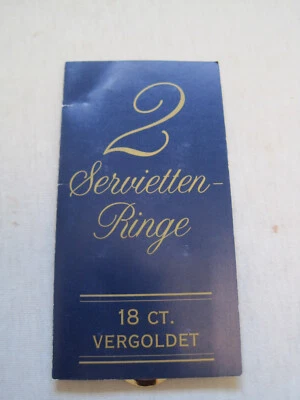 2
Servietten-
Ringe
18 CT.
VERGOLDET